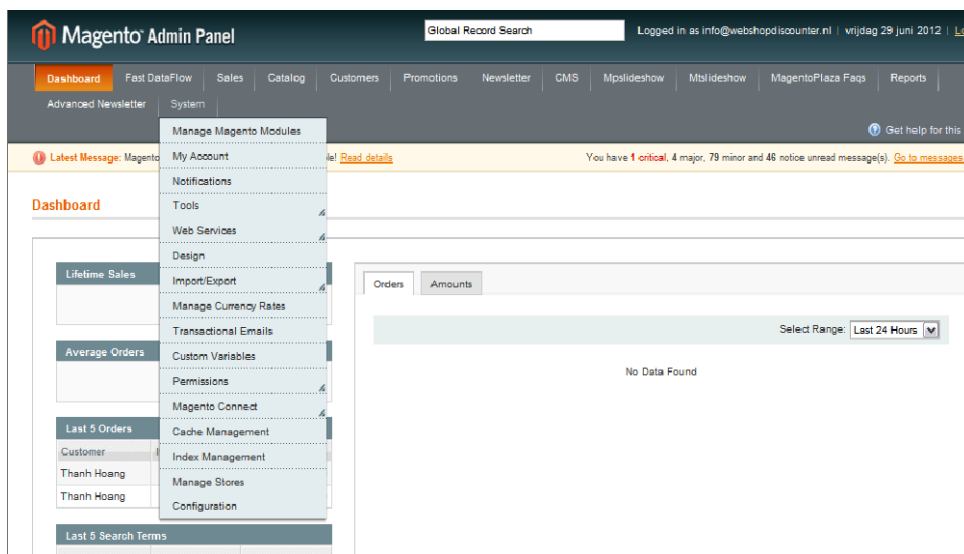 Magento Admin Panel
Global Record Search
Logged in as info@webshopdiscounter.nl | vrijdag 29 juni 2012 |
Dashboard Fast DataFlow Sales Catalog Customers Promotions Newsletter CMS Mpslideshow Mtslideshow MagentoPlaza Faqs Reports
Advanced Newsletter System
Get help for this
Latest Message: Magento
Read details
You have 1 critical, 4 major, 79 minor and 46 notice unread message(s). Go to messages
Manage Magento Modules
My Account
Notifications
Tools
Web Services
Design
Import/Export
Manage Currency Rates
Transactional Emails
Custom Variables
Permissions
Magento Connect
Cache Management
Index Management
Manage Stores
Configuration
Dashboard
Lifetime Sales
Average Orders
Last 5 Orders
Customer
Thanh Hoang
Thanh Hoang
Last 5 Search Terms
Orders Amounts
Select Range: Last 24 Hours
No Data Found